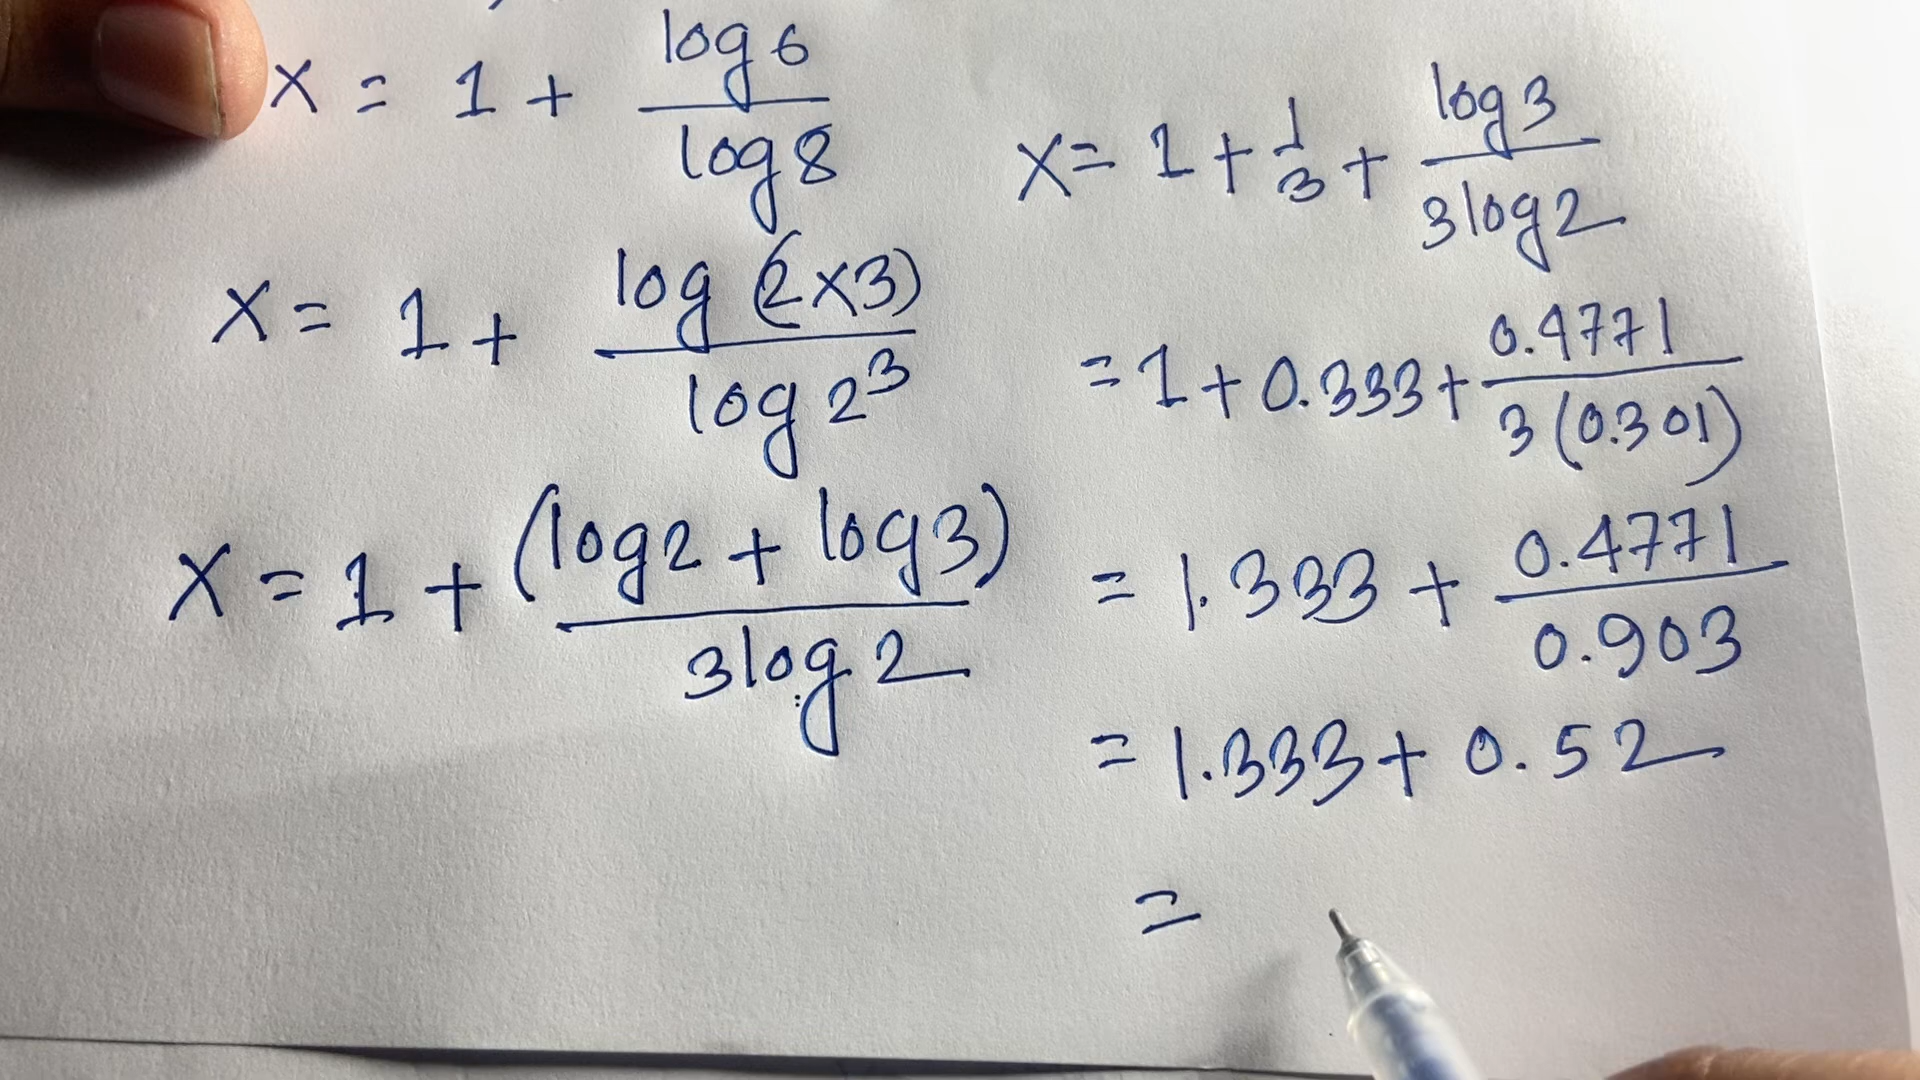 x = 1 + log 6 / log 8
x = 1 + log (2×3) / log 2³
x = 1 + (log 2 + log 3) / 3 log 2
x = 1 + 1/3 + log 3 / 3 log 2
= 1 + 0.333 + 0.4771 / 3 (0.301)
= 1.333 + 0.4771 / 0.903
= 1.333 + 0.52
=